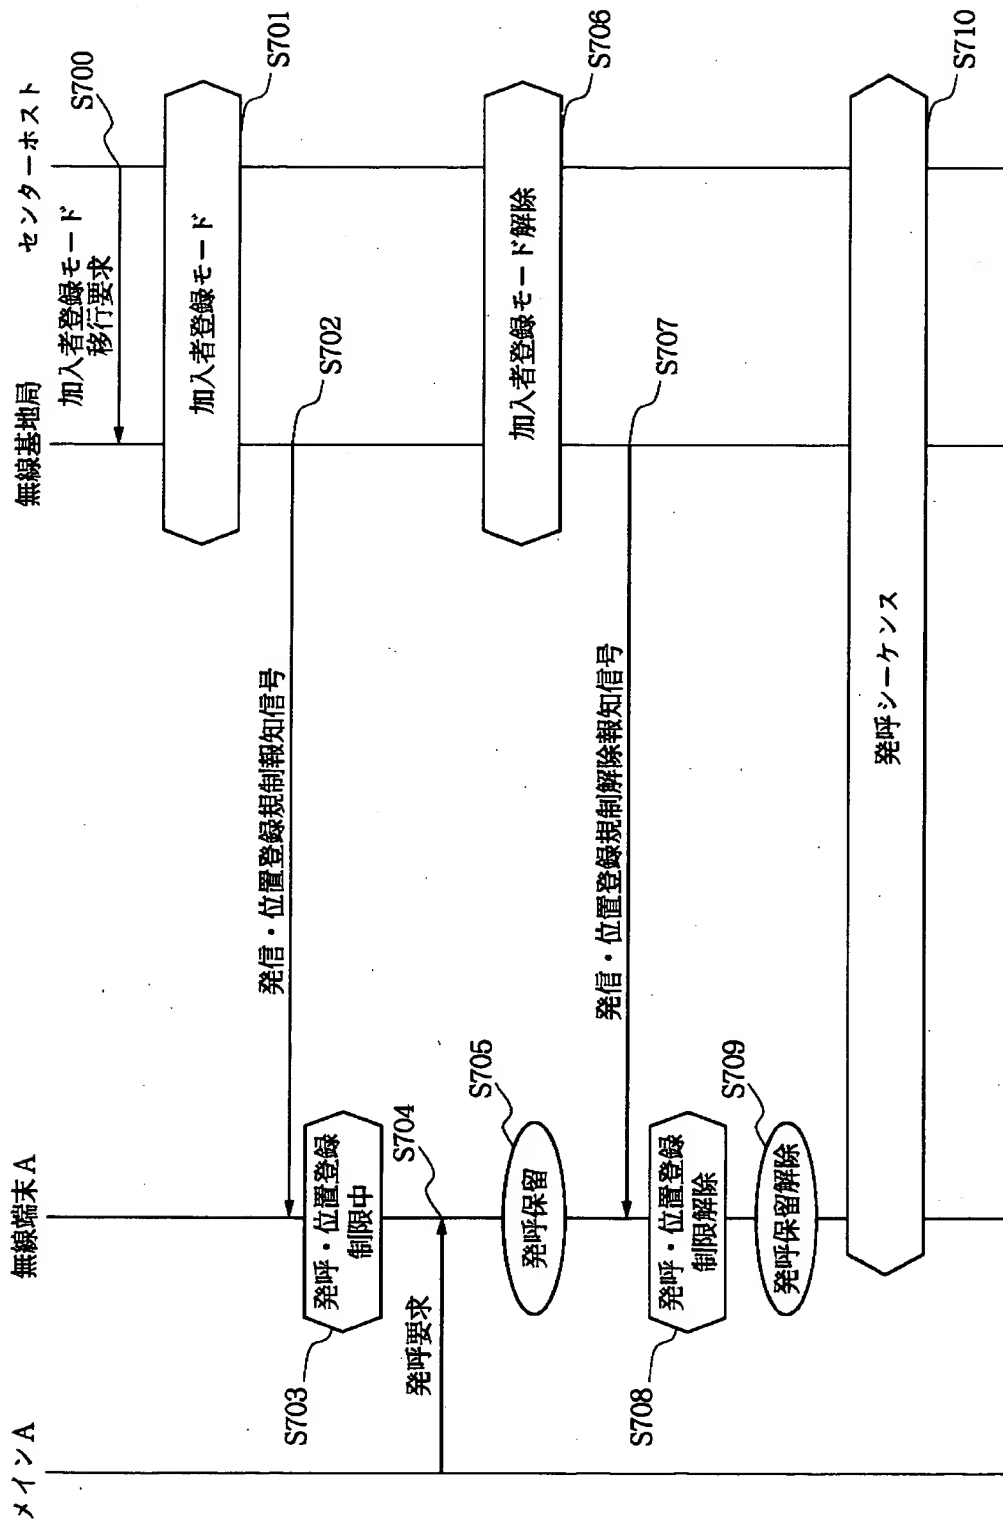 メインA
無線端末A
無線基地局
センターホスト
加入者登録モード
移行要求
S700
加入者登録モード
S701
発信・位置登録規制報知信号
S702
発呼・位置登録
制限中
S703
発呼要求
S704
発呼保留
S705
加入者登録モード解除
S706
発信・位置登録規制解除報知信号
S707
発呼・位置登録
制限解除
S708
発呼保留解除
S709
発呼シーケンス
S710